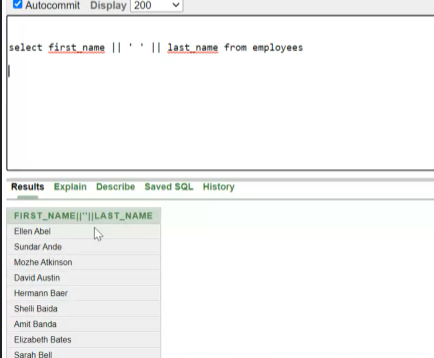 Autocommit Display 200
select first_name || ' ' || last_name from employees
Results Explain Describe Saved SQL History
FIRST_NAME||''||LAST_NAME
Ellen Abel
Sundar Ande
Mozhe Atkinson
David Austin
Hermann Baer
Shelli Baida
Amit Banda
Elizabeth Bates
Sarah Bell